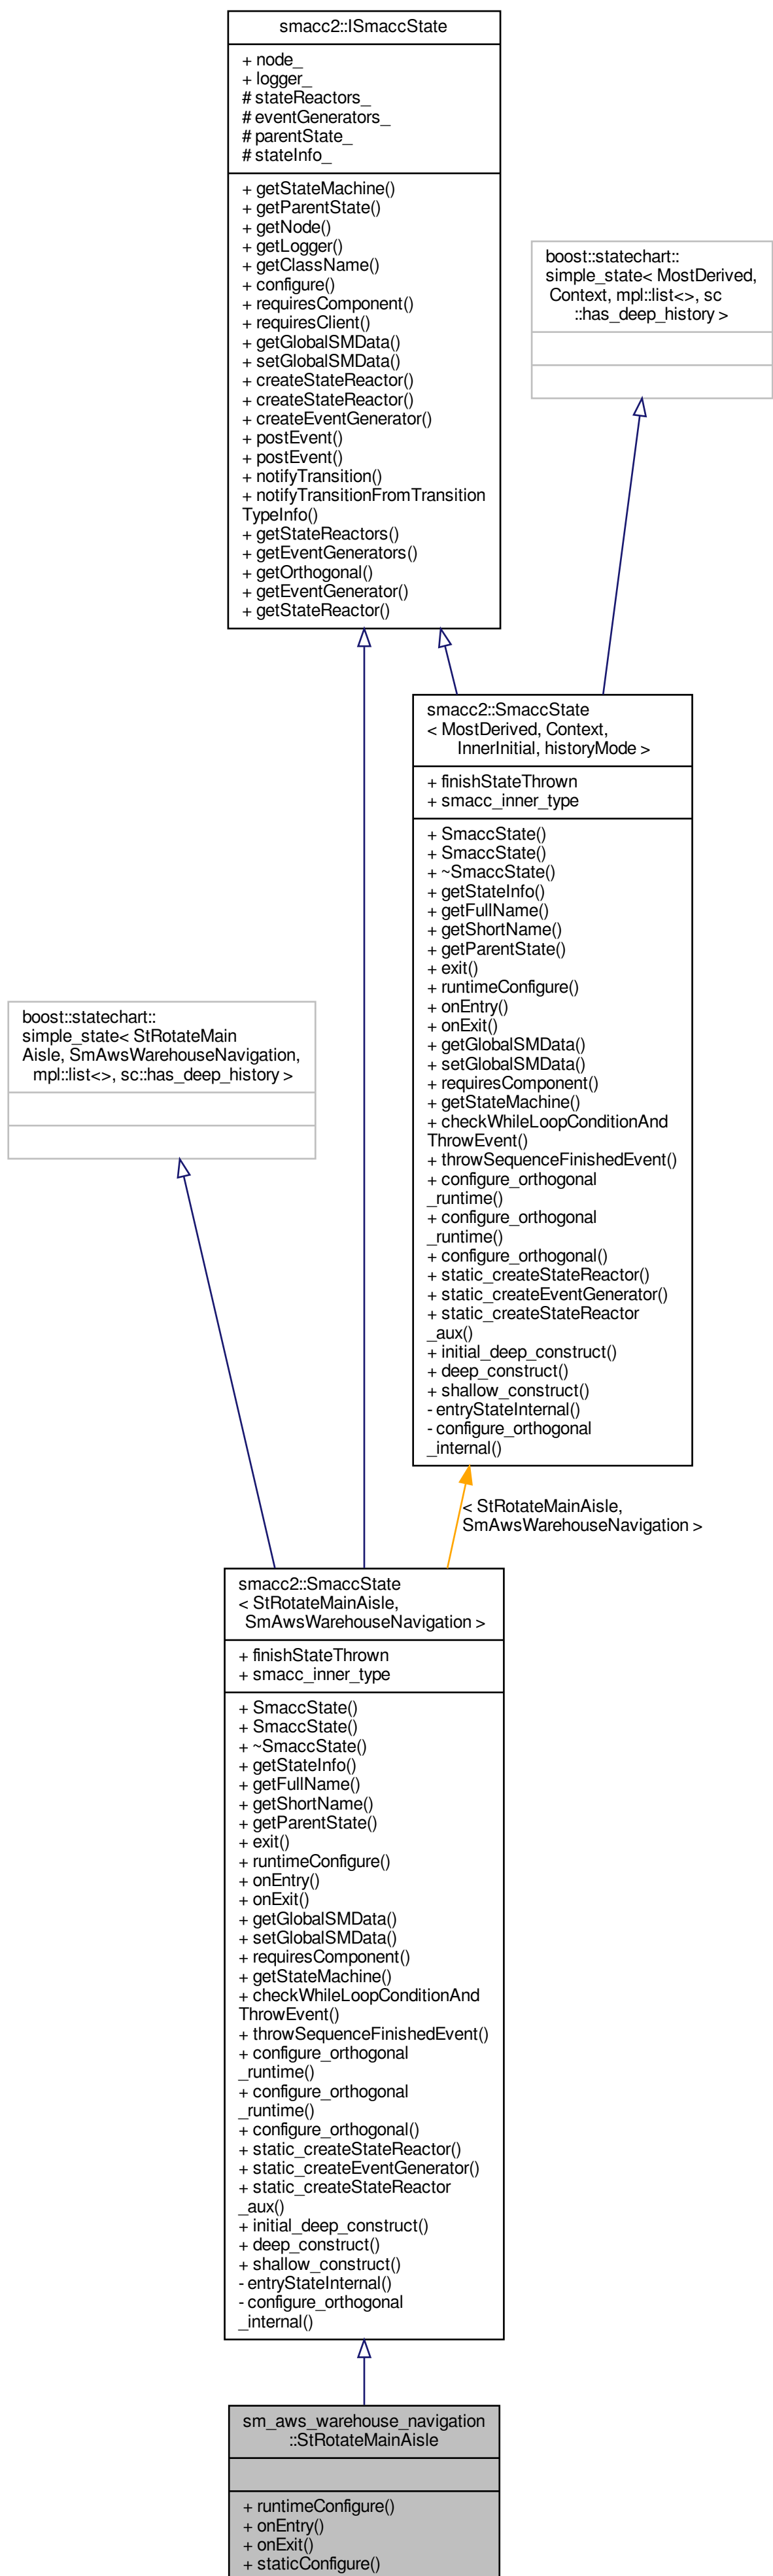 smacc2::ISmaccState
+ node_
+ logger_
# stateReactors_
# eventGenerators_
# parentState_
# stateInfo_
+ getStateMachine()
+ getParentState()
+ getNode()
+ getLogger()
+ getClassName()
+ configure()
+ requiresComponent()
+ requiresClient()
+ getGlobalSMData()
+ setGlobalSMData()
+ createStateReactor()
+ createStateReactor()
+ createEventGenerator()
+ postEvent()
+ postEvent()
+ notifyTransition()
+ notifyTransitionFromTransition
TypeInfo()
+ getStateReactors()
+ getEventGenerators()
+ getOrthogonal()
+ getEventGenerator()
+ getStateReactor()
boost::statechart::
simple_state< MostDerived,
Context, mpl::list<>, sc
::has_deep_history >
smacc2::SmaccState
< MostDerived, Context,
InnerInitial, historyMode >
+ finishStateThrown
+ smacc_inner_type
+ SmaccState()
+ SmaccState()
+ ~SmaccState()
+ getStateInfo()
+ getFullName()
+ getShortName()
+ getParentState()
+ exit()
+ runtimeConfigure()
+ onEntry()
+ onExit()
+ getGlobalSMData()
+ setGlobalSMData()
+ requiresComponent()
+ getStateMachine()
+ checkWhileLoopConditionAnd
ThrowEvent()
+ throwSequenceFinishedEvent()
+ configure_orthogonal
_runtime()
+ configure_orthogonal
_runtime()
+ configure_orthogonal()
+ static_createStateReactor()
+ static_createEventGenerator()
+ static_createStateReactor
_aux()
+ initial_deep_construct()
+ deep_construct()
+ shallow_construct()
- entryStateInternal()
- configure_orthogonal
_internal()
boost::statechart::
simple_state< StRotateMain
Aisle, SmAwsWarehouseNavigation,
mpl::list<>, sc::has_deep_history >
< StRotateMainAisle,
SmAwsWarehouseNavigation >
smacc2::SmaccState
< StRotateMainAisle,
SmAwsWarehouseNavigation >
+ finishStateThrown
+ smacc_inner_type
+ SmaccState()
+ SmaccState()
+ ~SmaccState()
+ getStateInfo()
+ getFullName()
+ getShortName()
+ getParentState()
+ exit()
+ runtimeConfigure()
+ onEntry()
+ onExit()
+ getGlobalSMData()
+ setGlobalSMData()
+ requiresComponent()
+ getStateMachine()
+ checkWhileLoopConditionAnd
ThrowEvent()
+ throwSequenceFinishedEvent()
+ configure_orthogonal
_runtime()
+ configure_orthogonal
_runtime()
+ configure_orthogonal()
+ static_createStateReactor()
+ static_createEventGenerator()
+ static_createStateReactor
_aux()
+ initial_deep_construct()
+ deep_construct()
+ shallow_construct()
- entryStateInternal()
- configure_orthogonal
_internal()
sm_aws_warehouse_navigation
::StRotateMainAisle
+ runtimeConfigure()
+ onEntry()
+ onExit()
+ staticConfigure()